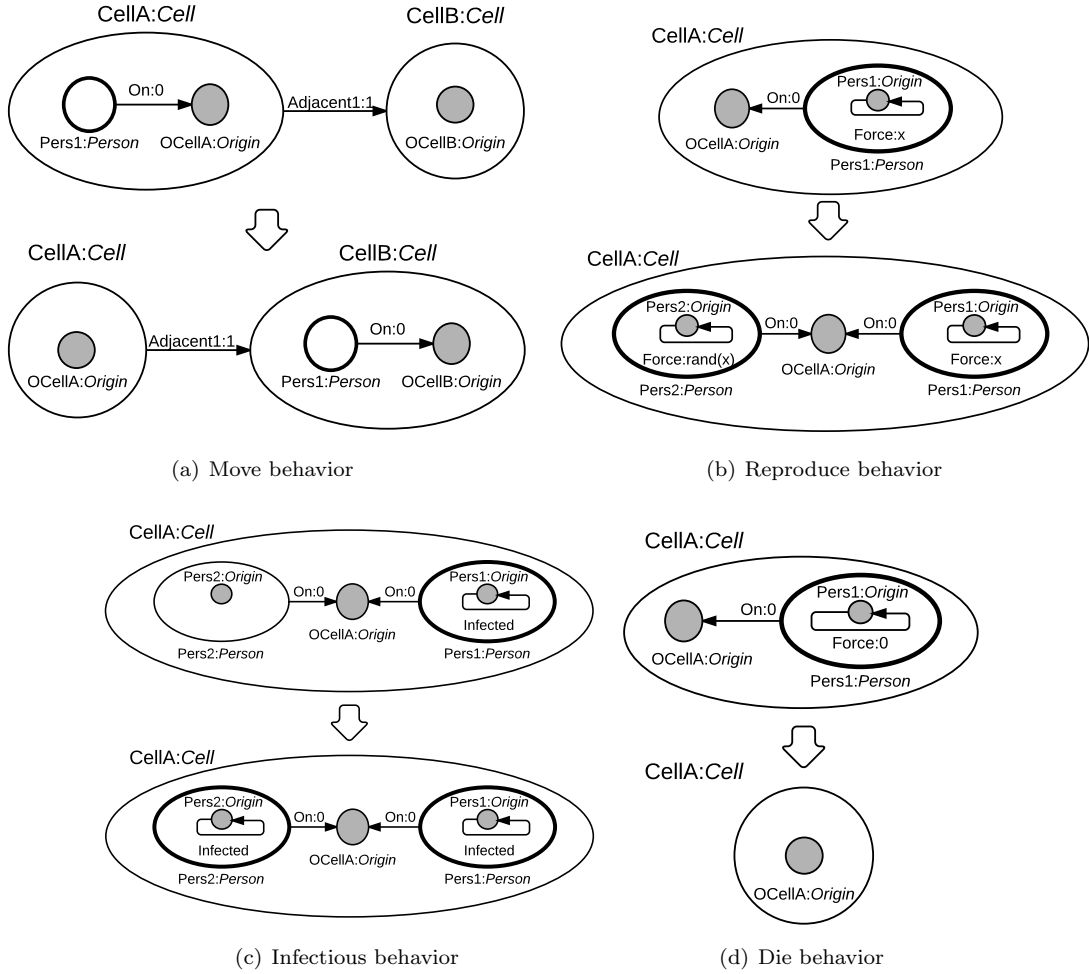 CellA:Cell
CellB:Cell
On:0
Adjacent1:1
Pers1:Person
OCellA:Origin
OCellB:Origin
CellA:Cell
CellB:Cell
On:0
Adjacent1:1
OCellA:Origin
Pers1:Person
OCellB:Origin
(a) Move behavior
CellA:Cell
Pers1:Origin
On:0
Force:x
OCellA:Origin
Pers1:Person
CellA:Cell
Pers2:Origin
Pers1:Origin
On:0
On:0
Force:rand(x)
Force:x
OCellA:Origin
Pers2:Person
Pers1:Person
(b) Reproduce behavior
CellA:Cell
Pers2:Origin
Pers1:Origin
On:0
On:0
Infected
OCellA:Origin
Pers2:Person
Pers1:Person
CellA:Cell
Pers2:Origin
Pers1:Origin
On:0
On:0
Infected
Infected
OCellA:Origin
Pers2:Person
Pers1:Person
(c) Infectious behavior
CellA:Cell
Pers1:Origin
On:0
Force:0
OCellA:Origin
Pers1:Person
CellA:Cell
OCellA:Origin
(d) Die behavior